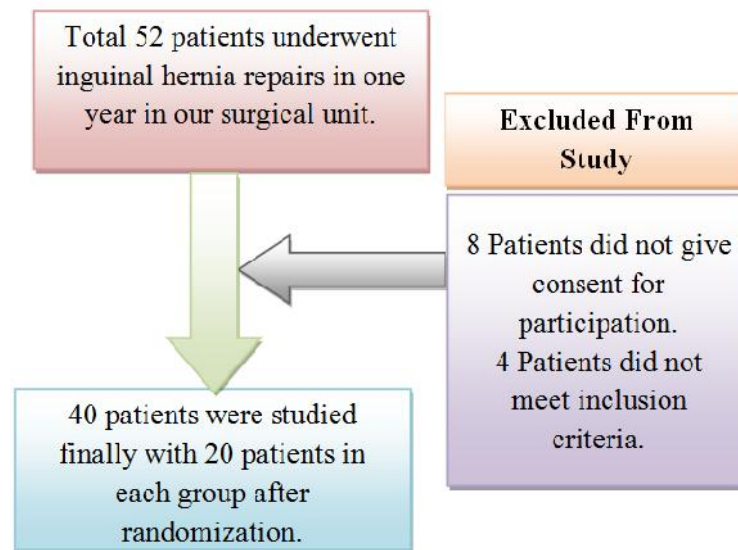 Total 52 patients underwent
inguinal hernia repairs in one
year in our surgical unit.
Excluded From
Study
8 Patients did not give
consent for
participation.
4 Patients did not
meet inclusion
criteria.
40 patients were studied
finally with 20 patients in
each group after
randomization.